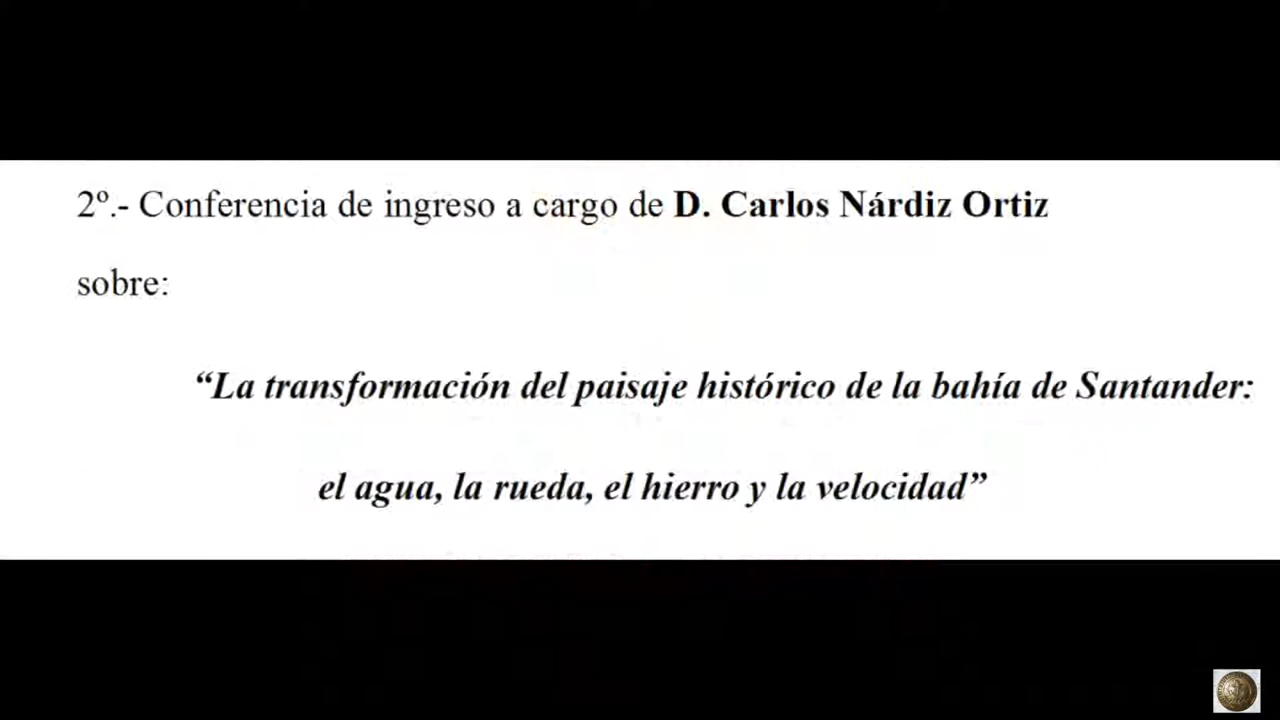 2º.- Conferencia de ingreso a cargo de D. Carlos Nárdiz Ortiz
sobre:
“La transformación del paisaje histórico de la bahía de Santander:
el agua, la rueda, el hierro y la velocidad”